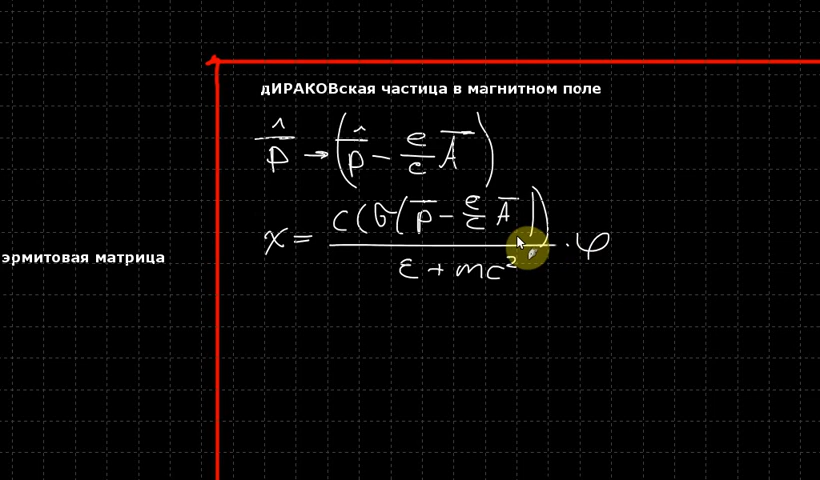 дИРАКОВская частица в магнитном поле
p̂̅ → (p̂̅ − e/c A̅)
χ = c(σ(p̅ − e/c A̅)) / ε + mc² · φ
эрмитовая матрица